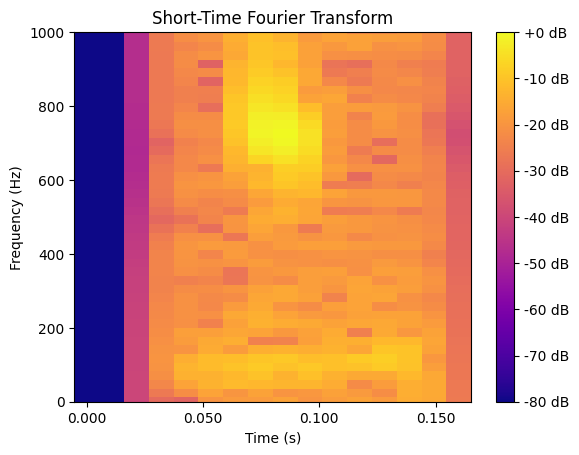 Short-Time Fourier Transform
1000
800
600
400
200
0
Frequency (Hz)
0.000
0.050
0.100
0.150
Time (s)
+0 dB
-10 dB
-20 dB
-30 dB
-40 dB
-50 dB
-60 dB
-70 dB
-80 dB